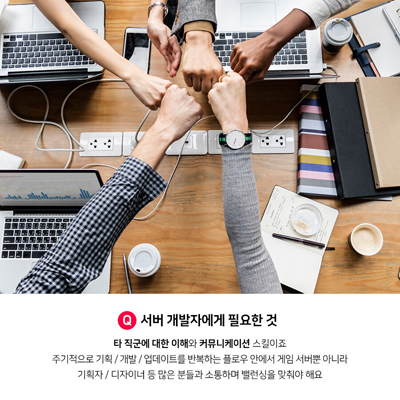 Q 서버 개발자에게 필요한 것
타 직군에 대한 이해와 커뮤니케이션 스킬이죠
주기적으로 기획 / 개발 / 업데이트를 반복하는 플로우 안에서 게임 서버뿐 아니라
기획자 / 디자이너 등 많은 분들과 소통하며 밸런싱을 맞춰야 해요